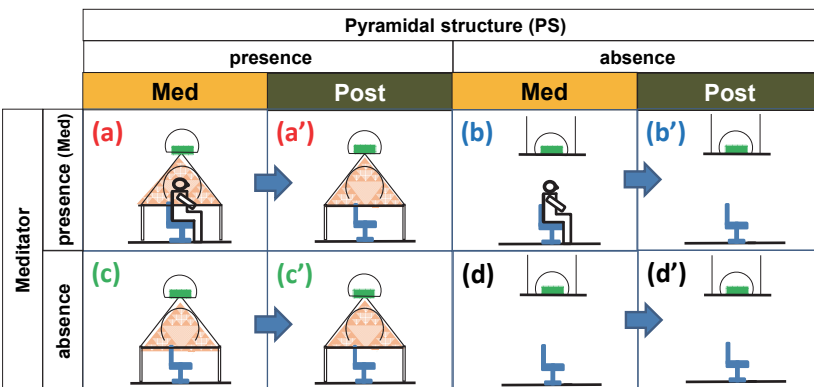 Pyramidal structure (PS)
presence absence
Med Post Med Post
Meditator
presence (Med)
(a) (a’) (b) (b’)
absence
(c) (c’) (d) (d’)